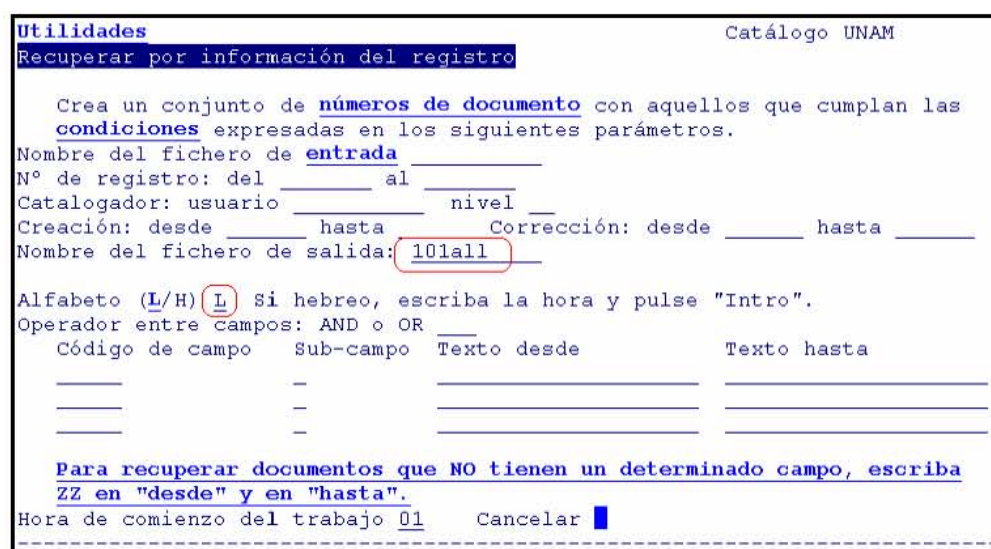 Utilidades Catálogo UNAM
Recuperar por información del registro
Crea un conjunto de números de documento con aquellos que cumplan las
condiciones expresadas en los siguientes parámetros.
Nombre del fichero de entrada
Nº de registro: del al
Catalogador: usuario nivel
Creación: desde hasta Corrección: desde hasta
Nombre del fichero de salida: 101all
Alfabeto (L/H) L Si hebreo, escriba la hora y pulse "Intro".
Operador entre campos: AND o OR
Código de campo Sub-campo Texto desde Texto hasta
Para recuperar documentos que NO tienen un determinado campo, escriba
ZZ en "desde" y en "hasta".
Hora de comienzo del trabajo 01 Cancelar